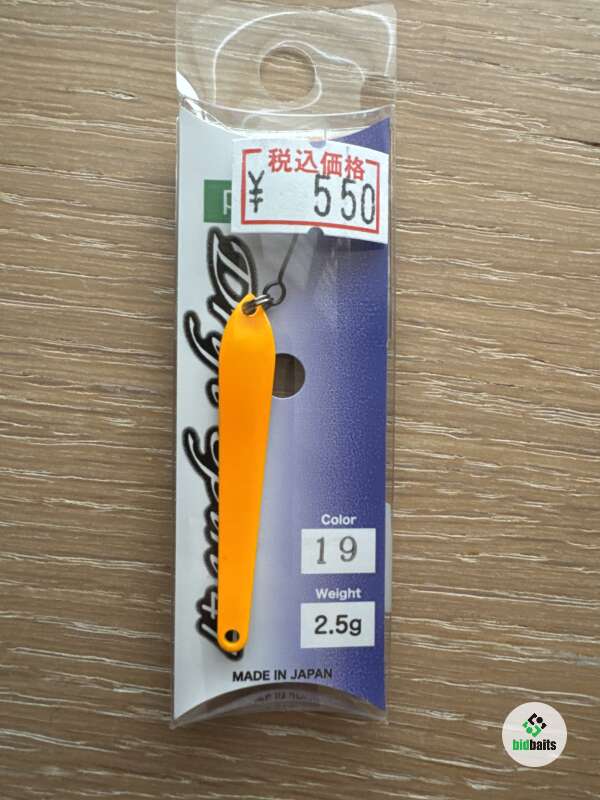 税込価格
¥ 550
Color
19
Weight
2.5g
MADE IN JAPAN
bidbaits